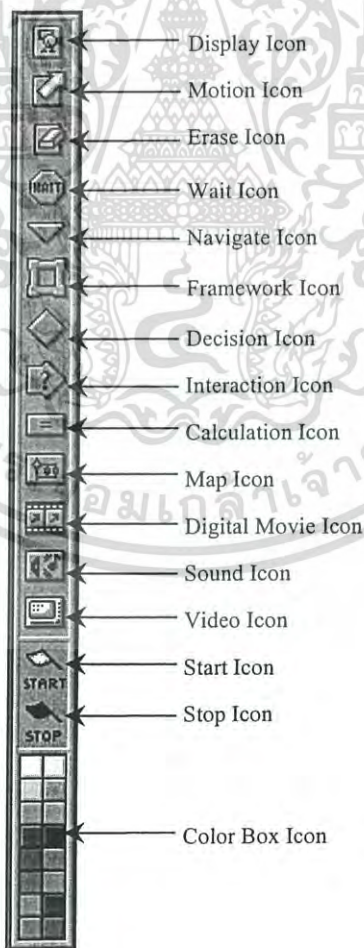 Display Icon
Motion Icon
Erase Icon
WAIT
Wait Icon
Navigate Icon
Framework Icon
Decision Icon
?
Interaction Icon
=
Calculation Icon
Map Icon
Digital Movie Icon
Sound Icon
Video Icon
START
Start Icon
STOP
Stop Icon
Color Box Icon